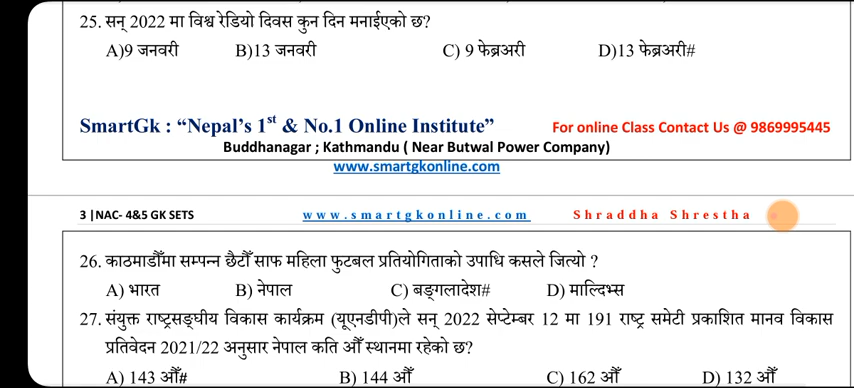 25. सन् 2022 मा विश्व रेडियो दिवस कुन दिन मनाईएको छ?
A)9 जनवरी B)13 जनवरी C) 9 फेब्रअरी D)13 फेब्रअरी#
SmartGk : “Nepal’s 1st & No.1 Online Institute” For online Class Contact Us @ 9869995445
Buddhanagar ; Kathmandu ( Near Butwal Power Company)
www.smartgkonline.com
3 |NAC- 4&5 GK SETS www.smartgkonline.com Shraddha Shrestha
26. काठमाडौँमा सम्पन्न छैटौँ साफ महिला फुटबल प्रतियोगिताको उपाधि कसले जित्यो ?
A) भारत B) नेपाल C) बङ्गलादेश# D) माल्दिभ्स
27. संयुक्त राष्ट्रसङ्घीय विकास कार्यक्रम (यूएनडीपी)ले सन् 2022 सेप्टेम्बर 12 मा 191 राष्ट्र समेटी प्रकाशित मानव विकास
प्रतिवेदन 2021/22 अनुसार नेपाल कति औँ स्थानमा रहेको छ?
A) 143 औँ# B) 144 औँ C) 162 औँ D) 132 औँ